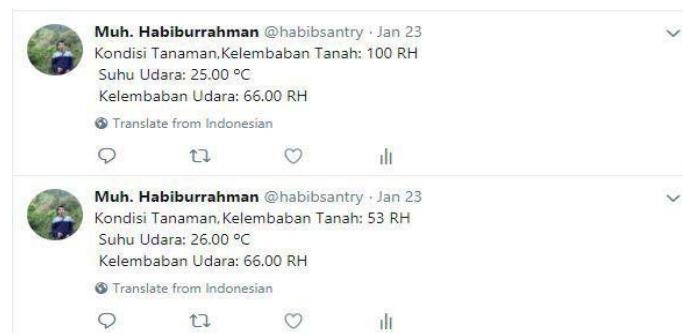 Muh. Habiburrahman @habibsantry · Jan 23
Kondisi Tanaman,Kelembaban Tanah: 100 RH
Suhu Udara: 25.00 ºC
Kelembaban Udara: 66.00 RH
Translate from Indonesian
Muh. Habiburrahman @habibsantry · Jan 23
Kondisi Tanaman,Kelembaban Tanah: 53 RH
Suhu Udara: 26.00 ºC
Kelembaban Udara: 66.00 RH
Translate from Indonesian